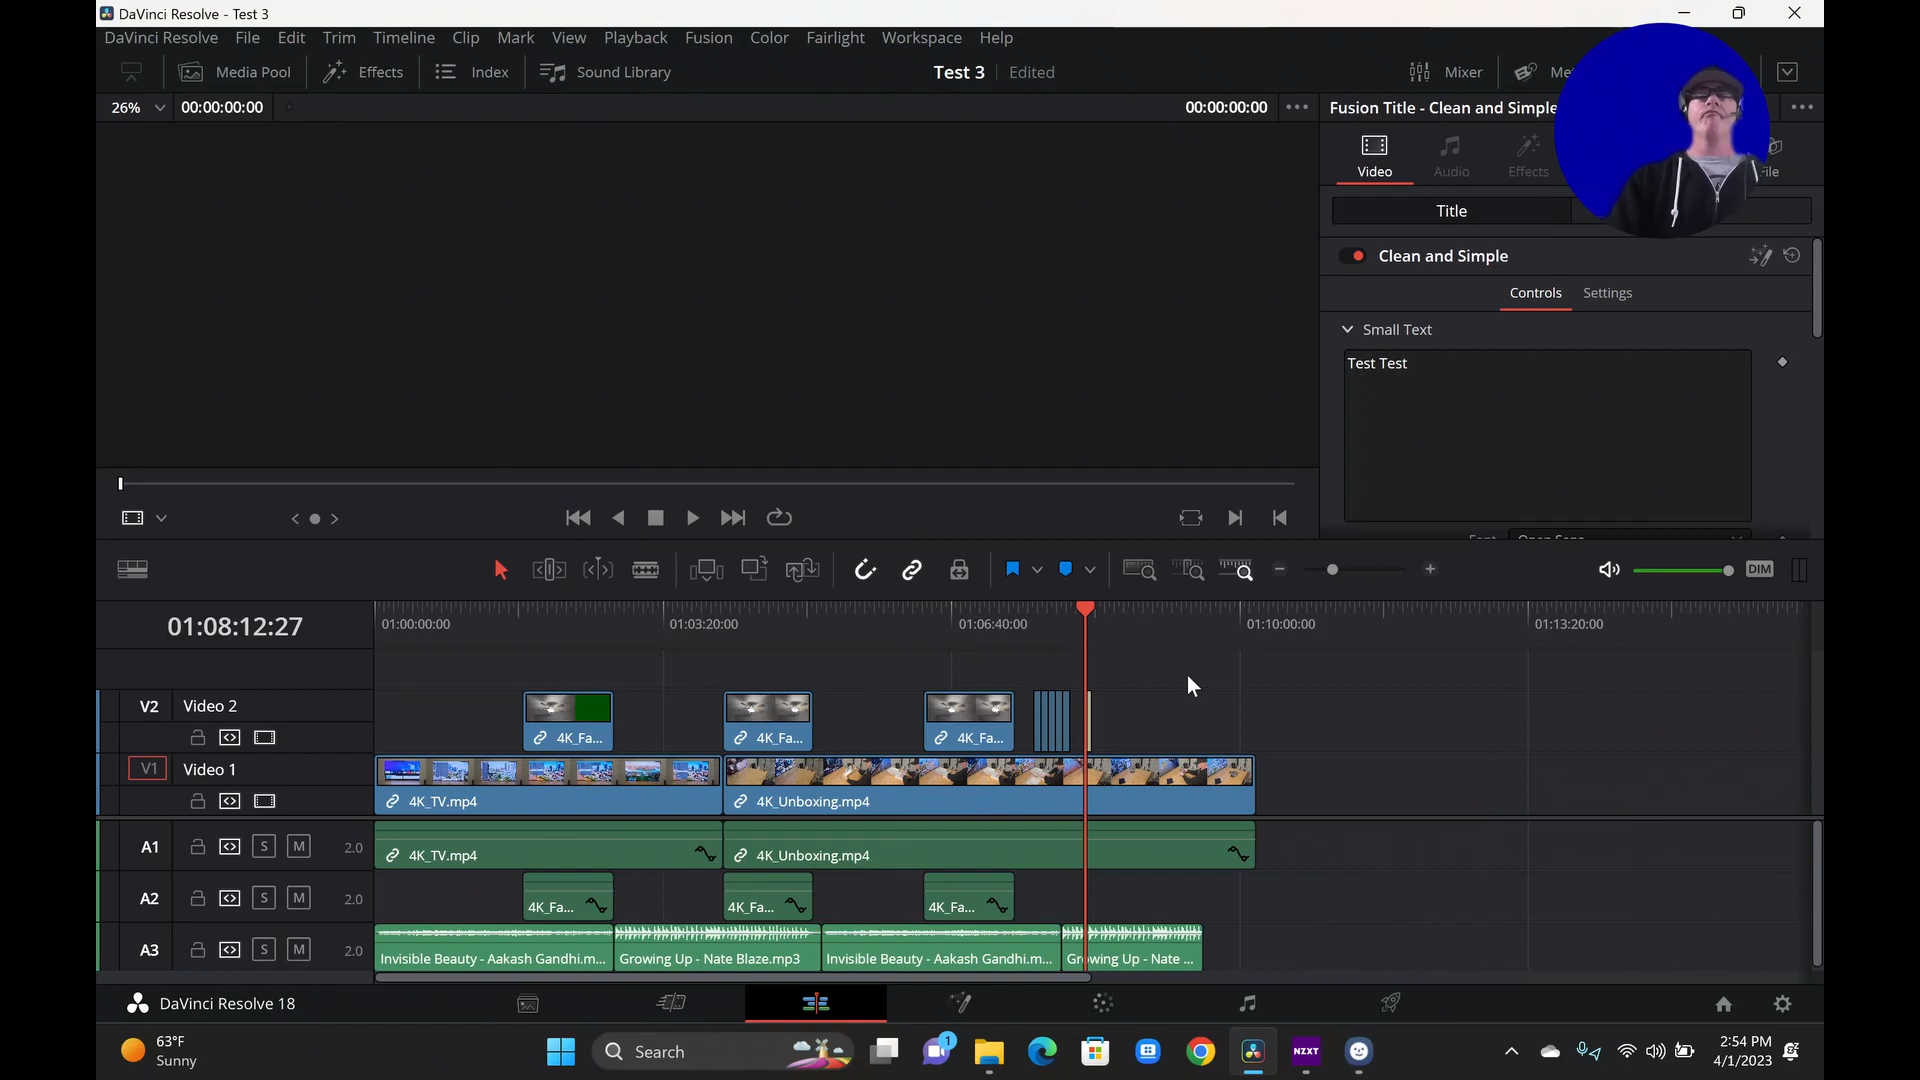 DaVinci Resolve - Test 3
DaVinci Resolve File Edit Trim Timeline Clip Mark View Playback Fusion Color Fairlight Workspace Help
Media Pool Effects Index Sound Library Test 3 Edited Mixer
26% 00:00:00:00 00:00:00:00 Fusion Title - Clean and Simple
Video Audio Effects
Title
Clean and Simple
Controls Settings
Small Text
Test Test
DIM
01:08:12:27 01:00:00:00 01:03:20:00 01:06:40:00 01:10:00:00 01:13:20:00
V2 Video 2
4K_Fa... 4K_Fa... 4K_Fa...
V1 Video 1
4K_TV.mp4 4K_Unboxing.mp4
A1 S M 2.0 4K_TV.mp4 4K_Unboxing.mp4
A2 S M 2.0 4K_Fa... 4K_Fa... 4K_Fa...
A3 S M 2.0
Invisible Beauty - Aakash Gandhi.m... Growing Up - Nate Blaze.mp3 Invisible Beauty - Aakash Gandhi.m... Growing Up - Nate ...
DaVinci Resolve 18
63°F
Sunny
Search
1
NZXT
2:54 PM
4/1/2023